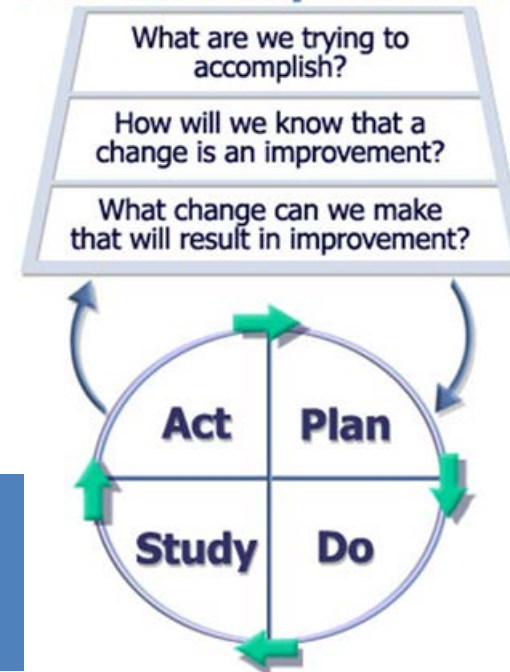 What are we trying to
accomplish?
How will we know that a
change is an improvement?
What change can we make
that will result in improvement?
Act
Plan
Study
Do